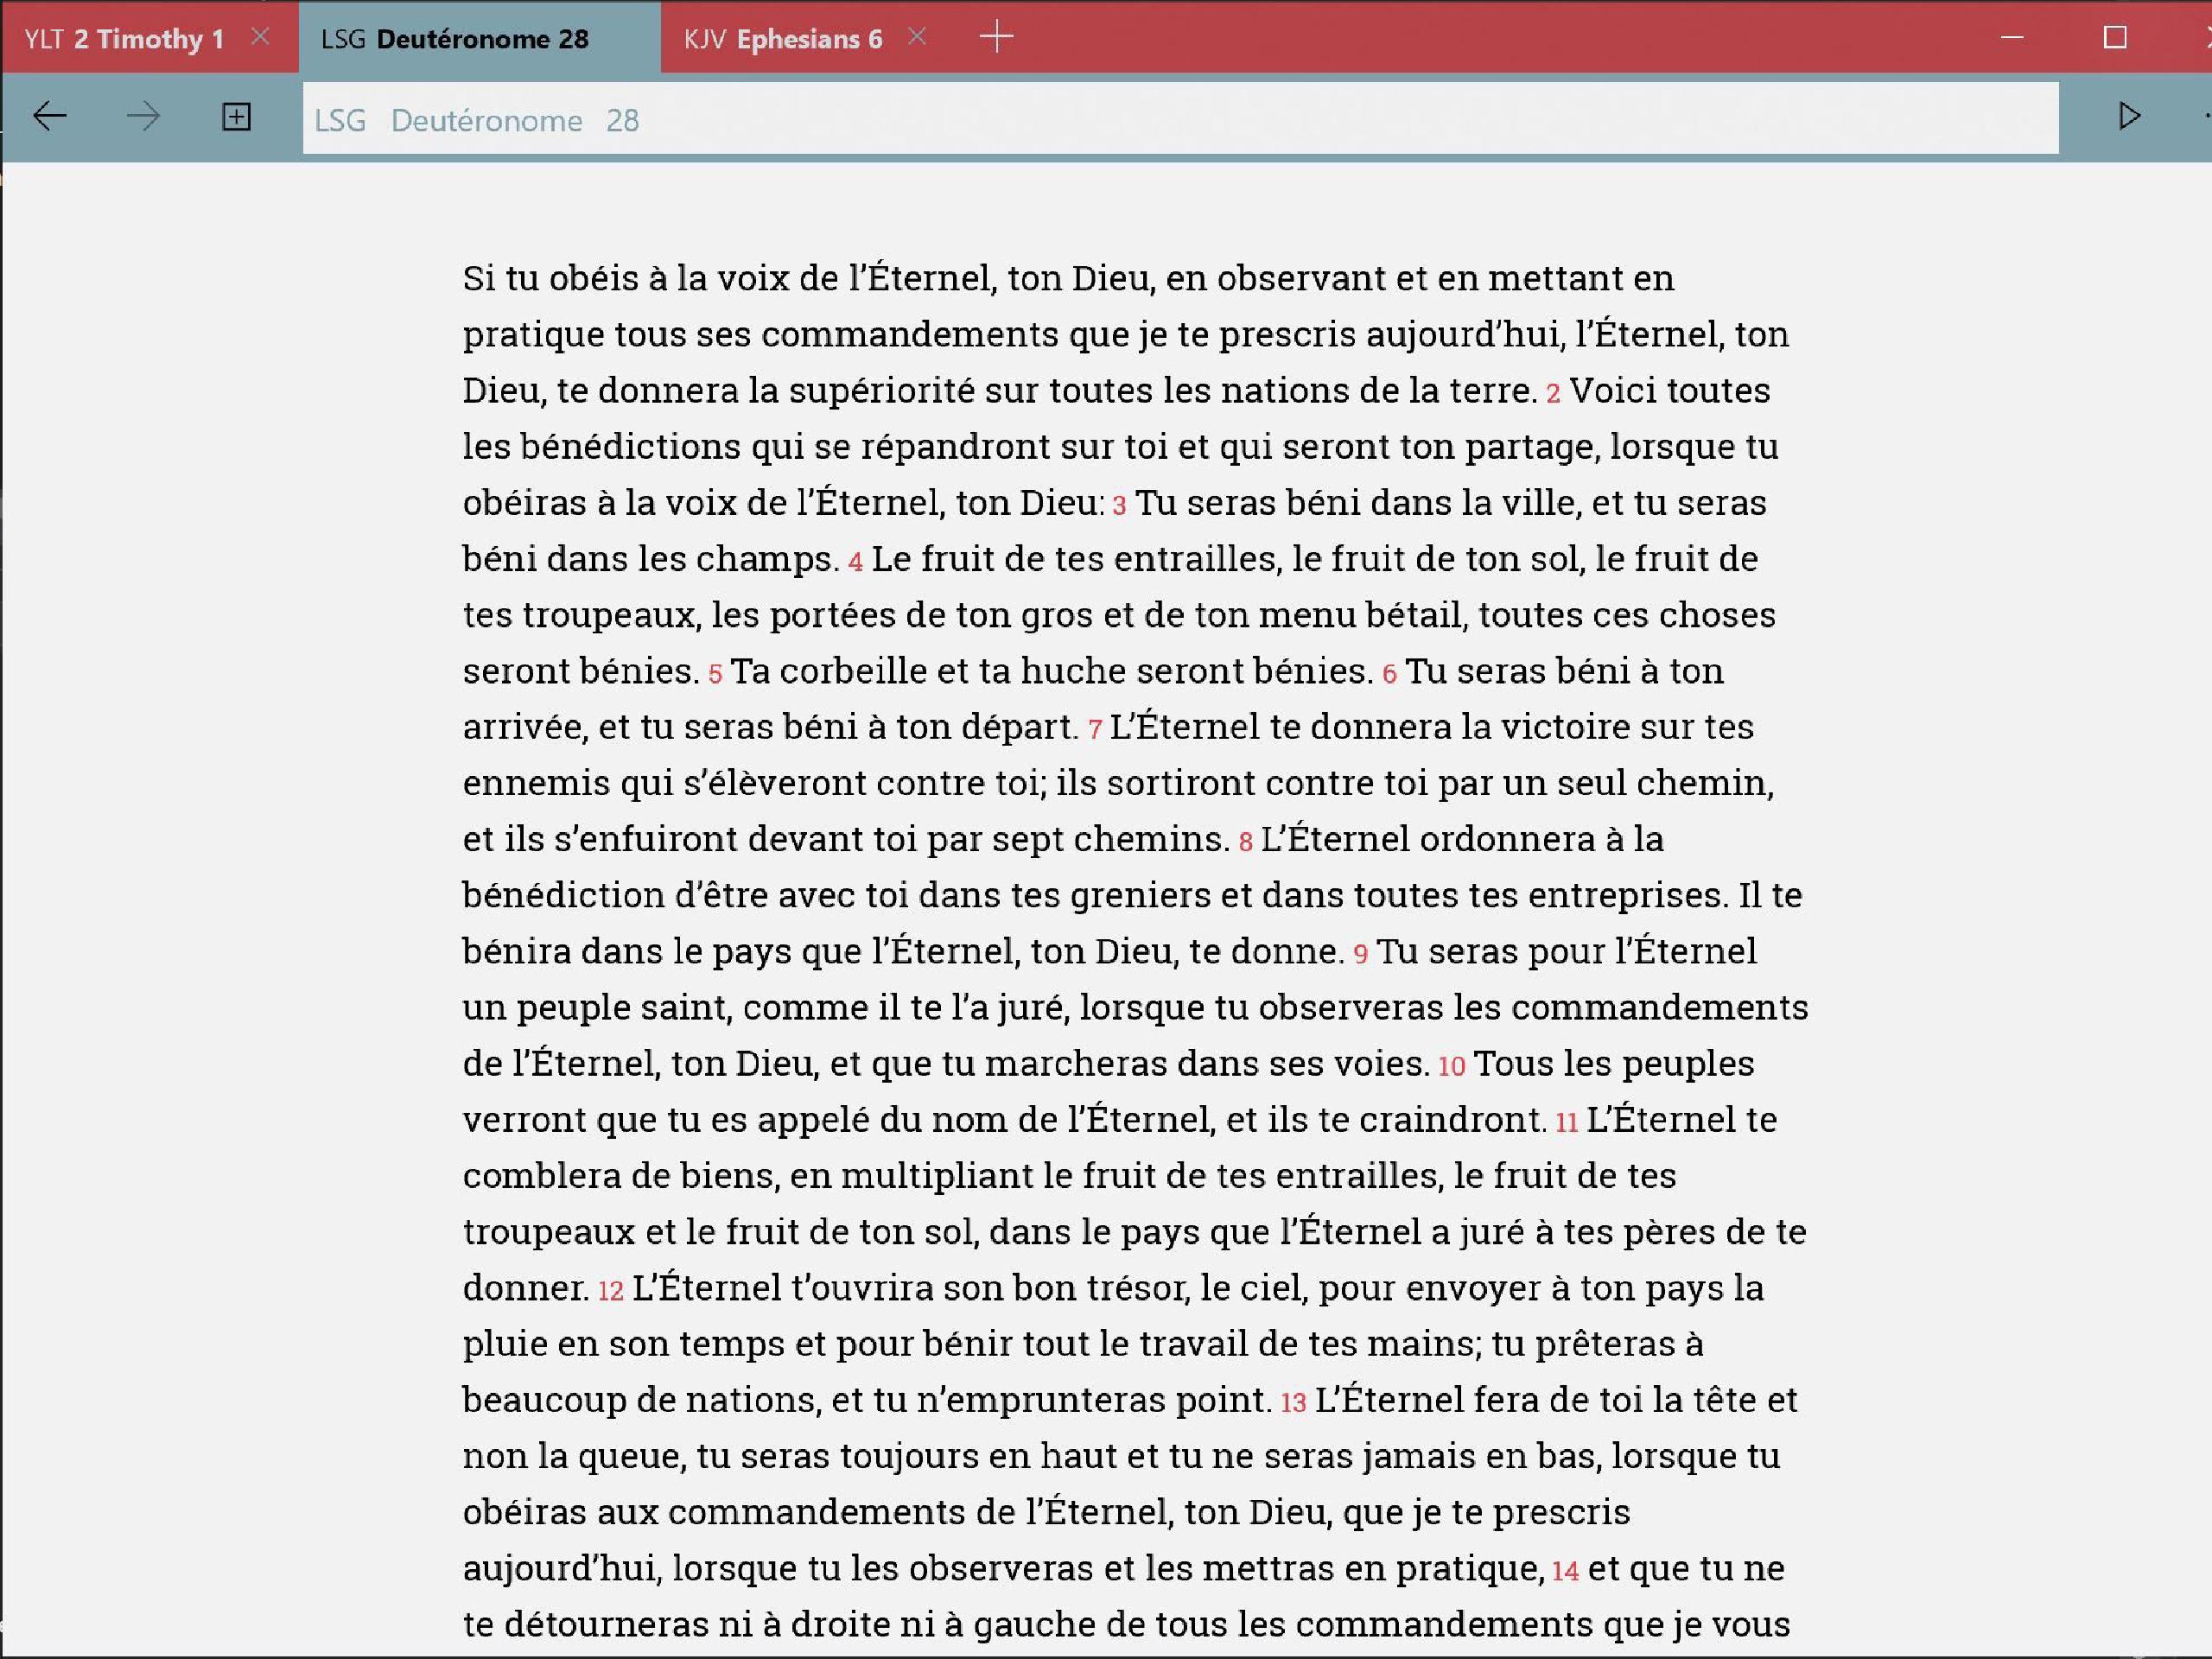 YLT 2 Timothy 1
LSG Deutéronome 28
KJV Ephesians 6
LSG Deutéronome 28
Si tu obéis à la voix de l’Éternel, ton Dieu, en observant et en mettant en
pratique tous ses commandements que je te prescris aujourd’hui, l’Éternel, ton
Dieu, te donnera la supériorité sur toutes les nations de la terre. 2 Voici toutes
les bénédictions qui se répandront sur toi et qui seront ton partage, lorsque tu
obéiras à la voix de l’Éternel, ton Dieu: 3 Tu seras béni dans la ville, et tu seras
béni dans les champs. 4 Le fruit de tes entrailles, le fruit de ton sol, le fruit de
tes troupeaux, les portées de ton gros et de ton menu bétail, toutes ces choses
seront bénies. 5 Ta corbeille et ta huche seront bénies. 6 Tu seras béni à ton
arrivée, et tu seras béni à ton départ. 7 L’Éternel te donnera la victoire sur tes
ennemis qui s’élèveront contre toi; ils sortiront contre toi par un seul chemin,
et ils s’enfuiront devant toi par sept chemins. 8 L’Éternel ordonnera à la
bénédiction d’être avec toi dans tes greniers et dans toutes tes entreprises. Il te
bénira dans le pays que l’Éternel, ton Dieu, te donne. 9 Tu seras pour l’Éternel
un peuple saint, comme il te l’a juré, lorsque tu observeras les commandements
de l’Éternel, ton Dieu, et que tu marcheras dans ses voies. 10 Tous les peuples
verront que tu es appelé du nom de l’Éternel, et ils te craindront. 11 L’Éternel te
comblera de biens, en multipliant le fruit de tes entrailles, le fruit de tes
troupeaux et le fruit de ton sol, dans le pays que l’Éternel a juré à tes pères de te
donner. 12 L’Éternel t’ouvrira son bon trésor, le ciel, pour envoyer à ton pays la
pluie en son temps et pour bénir tout le travail de tes mains; tu prêteras à
beaucoup de nations, et tu n’emprunteras point. 13 L’Éternel fera de toi la tête et
non la queue, tu seras toujours en haut et tu ne seras jamais en bas, lorsque tu
obéiras aux commandements de l’Éternel, ton Dieu, que je te prescris
aujourd’hui, lorsque tu les observeras et les mettras en pratique, 14 et que tu ne
te détourneras ni à droite ni à gauche de tous les commandements que je vous